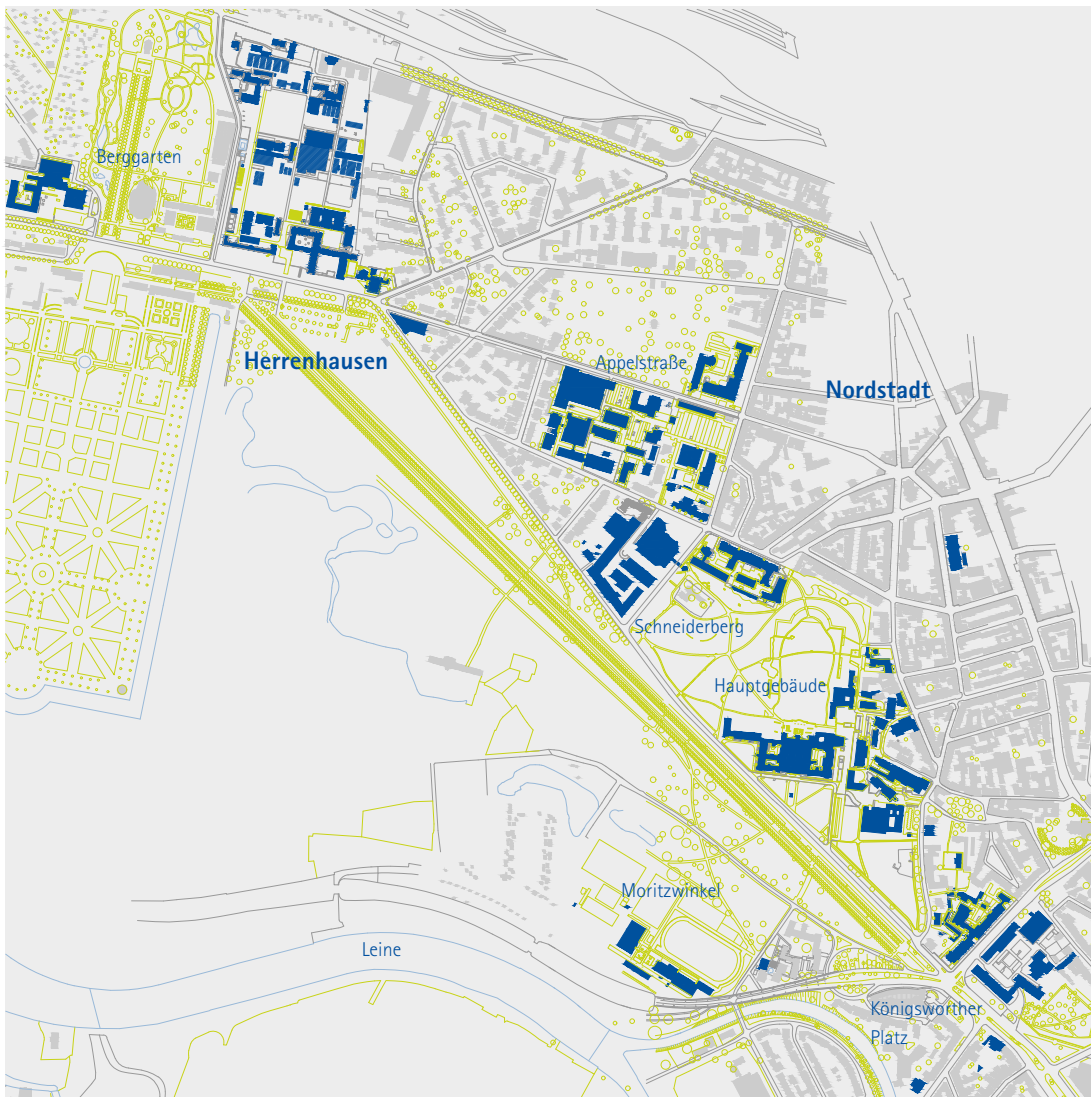 Berggarten
Herrenhausen
Appelstraße
Nordstadt
Schneiderberg
Hauptgebäude
Moritzwinkel
Leine
Königsworther
Platz